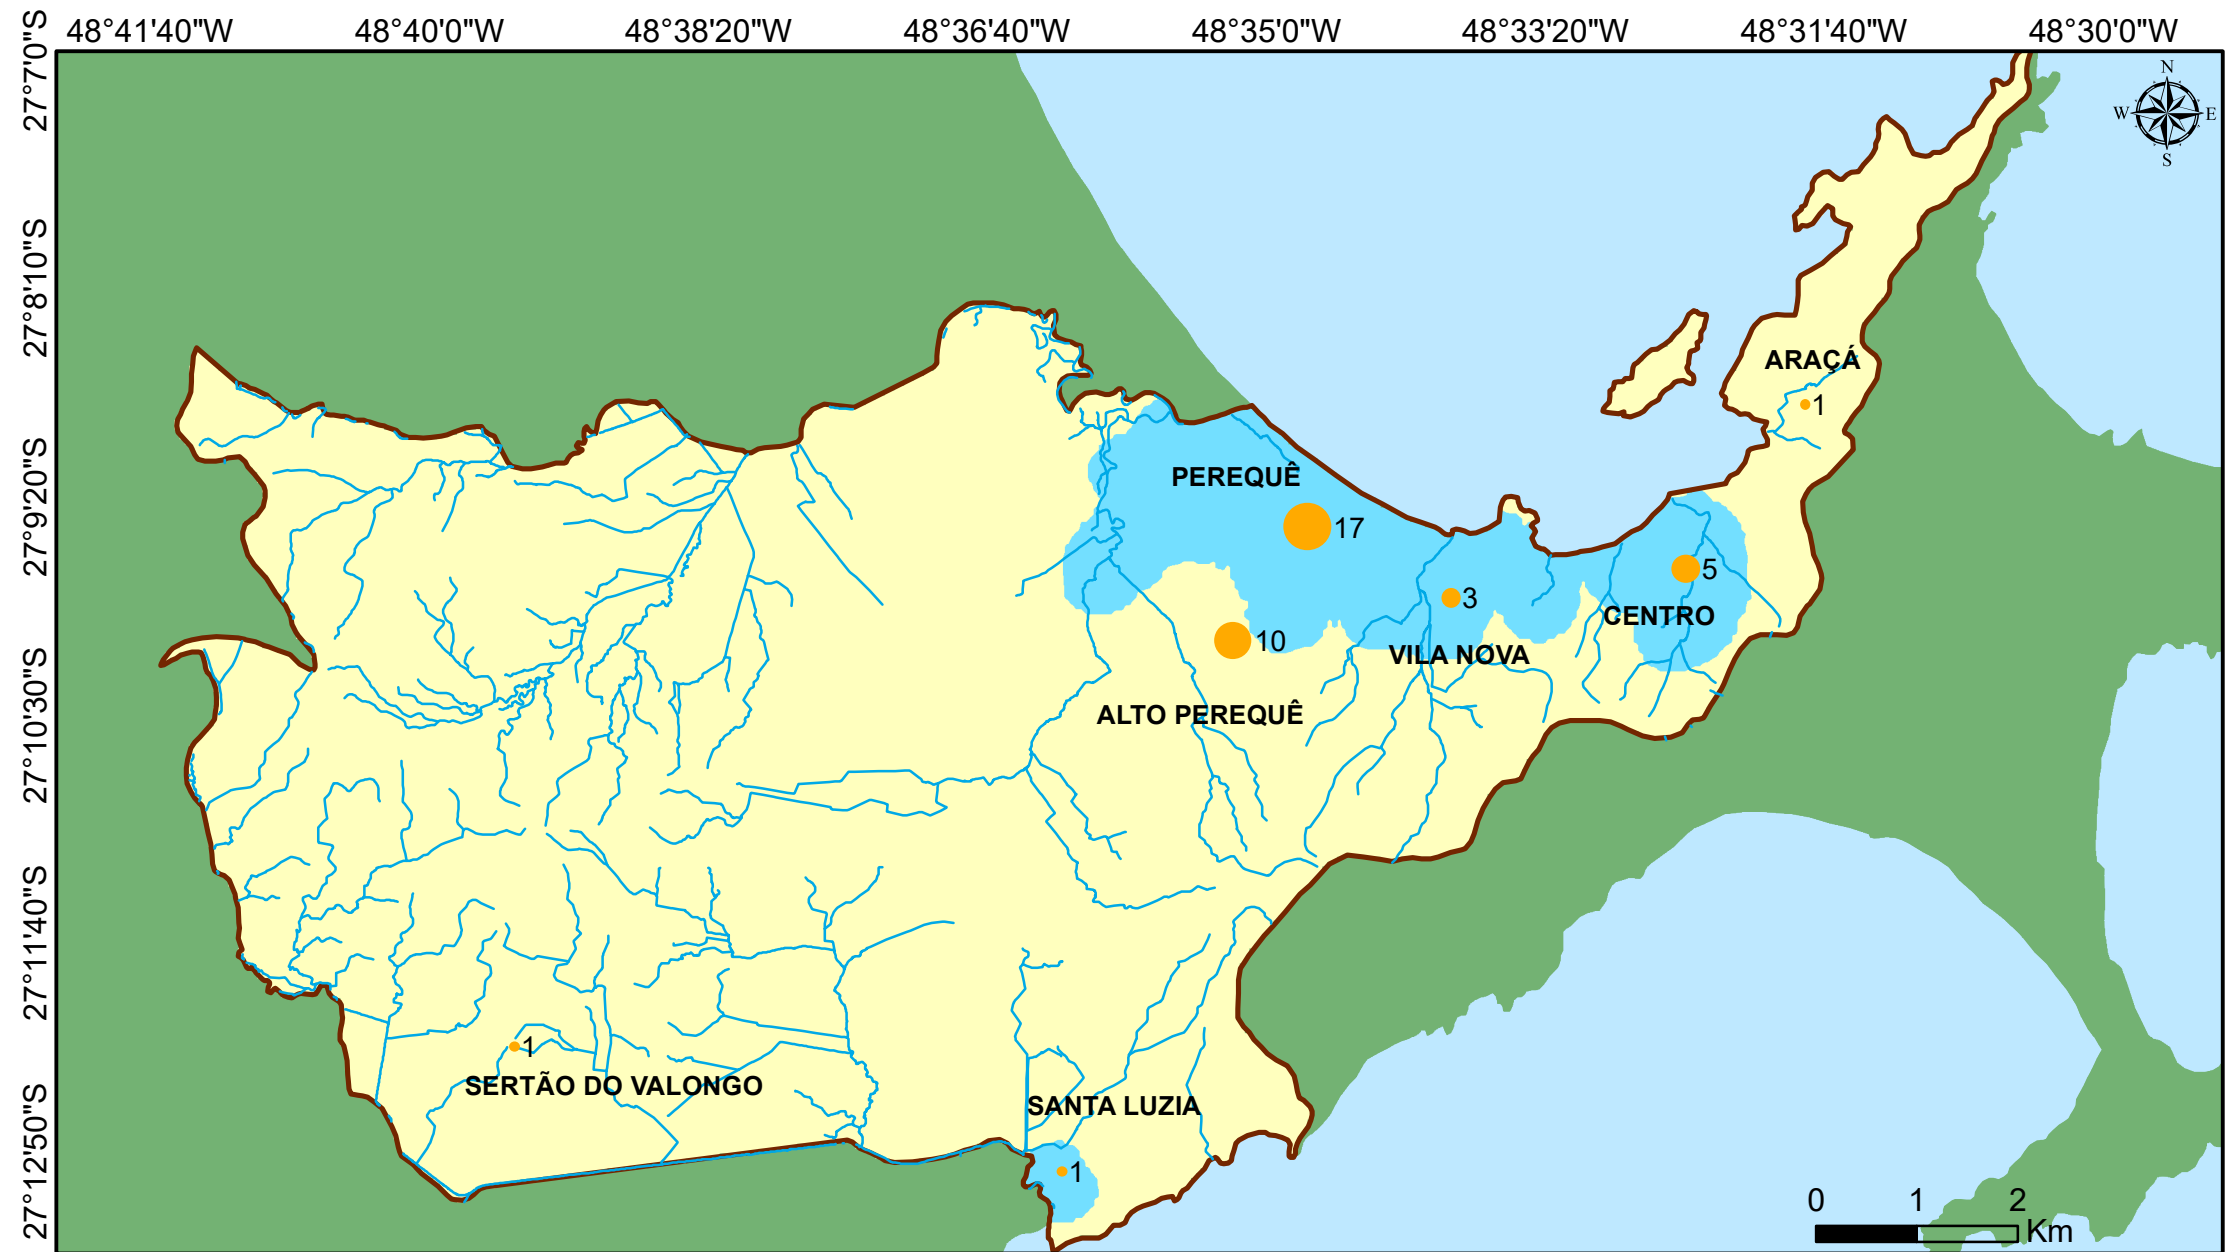 48°41'40"W 48°40'0"W 48°38'20"W 48°36'40"W 48°35'0"W 48°33'20"W 48°31'40"W 48°30'0"W
27°7'0"S
27°8'10"S
27°9'20"S
27°10'30"S
27°11'40"S
27°12'50"S
N
W E
S
ARAÇÁ
1
PEREQUÊ
17
5
3
CENTRO
10
VILA NOVA
ALTO PEREQUÊ
1
SERTÃO DO VALONGO
SANTA LUZIA
1
0 1 2
Km